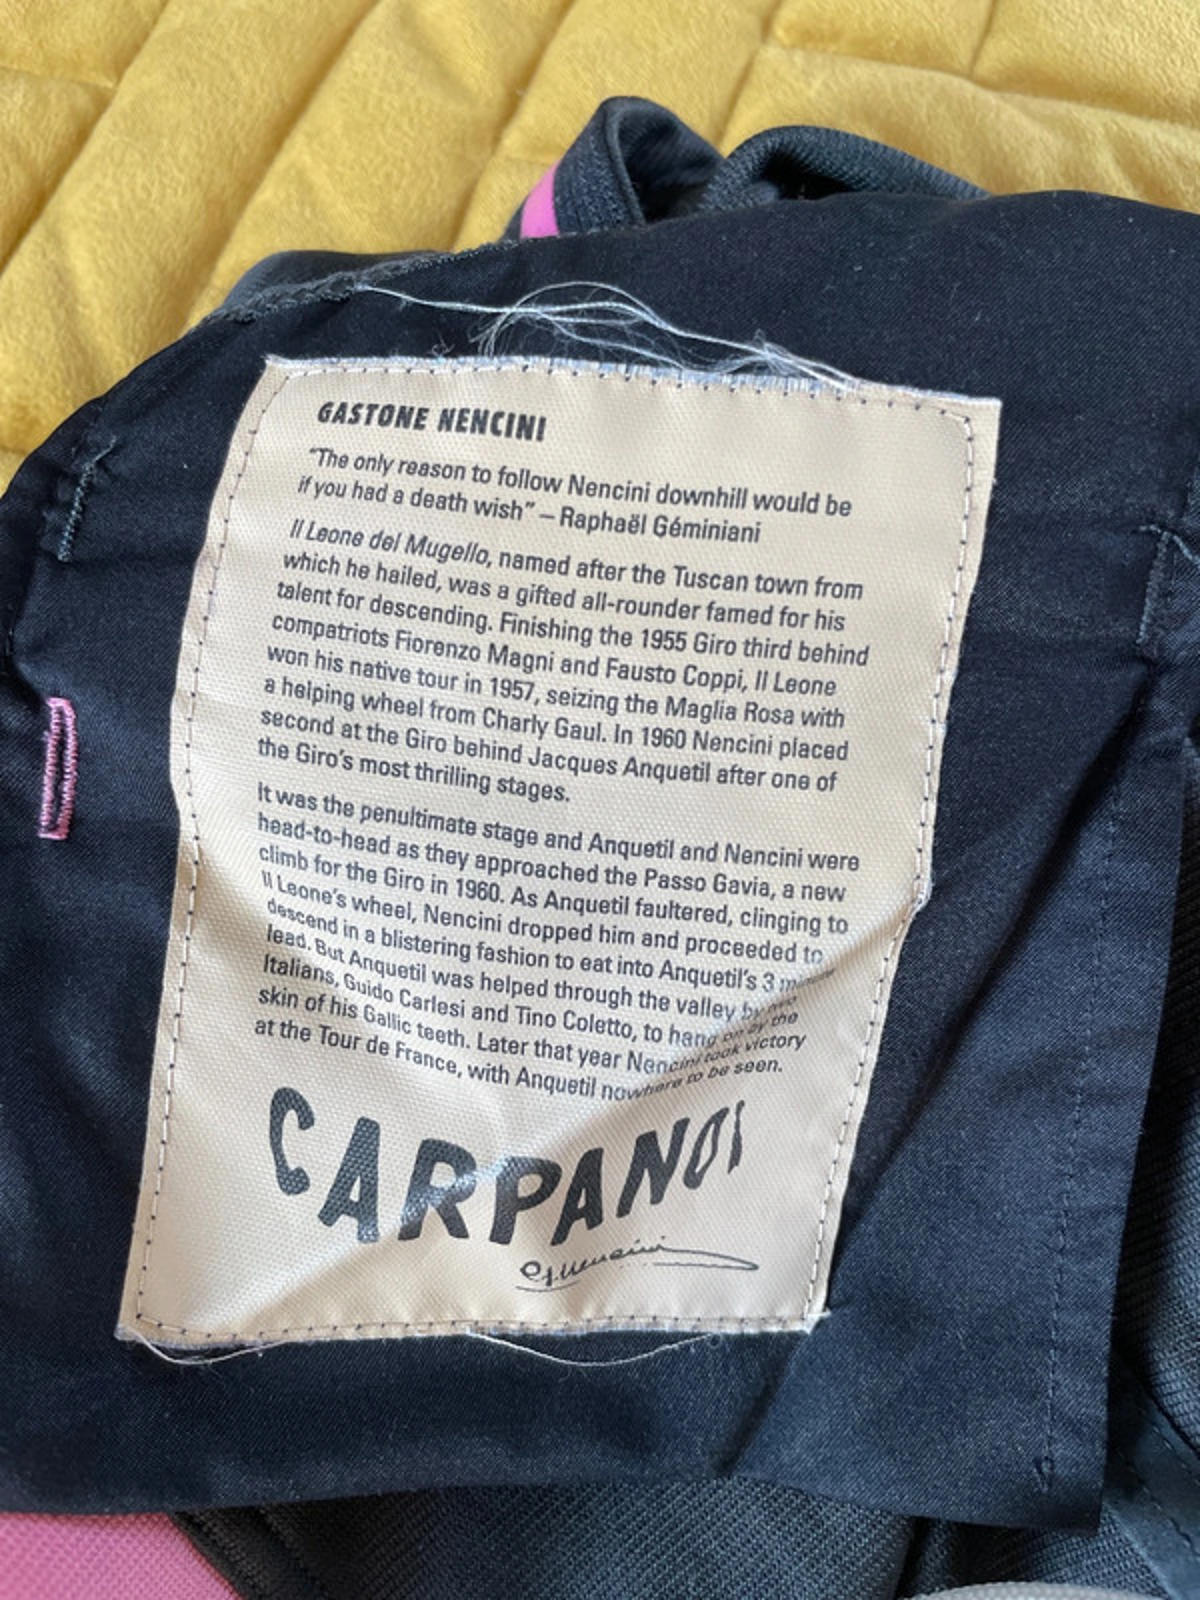 GASTONE NENCINI
"The only reason to follow Nencini downhill would be
if you had a death wish" – Raphaël Géminiani
Il Leone del Mugello, named after the Tuscan town from
which he hailed, was a gifted all-rounder famed for his
talent for descending. Finishing the 1955 Giro third behind
compatriots Fiorenzo Magni and Fausto Coppi, Il Leone
won his native tour in 1957, seizing the Maglia Rosa with
a helping wheel from Charly Gaul. In 1960 Nencini placed
second at the Giro behind Jacques Anquetil after one of
the Giro's most thrilling stages.
It was the penultimate stage and Anquetil and Nencini were
head-to-head as they approached the Passo Gavia, a new
climb for the Giro in 1960. As Anquetil faultered, clinging to
Il Leone's wheel, Nencini dropped him and proceeded to
descend in a blistering fashion to eat into Anquetil's 3
lead. But Anquetil was helped through the valley by two
Italians, Guido Carlesi and Tino Coletto, to hang on by the
skin of his Gallic teeth. Later that year Nencini took victory
at the Tour de France, with Anquetil nowhere to be seen.
CARPANO
G. Nencini